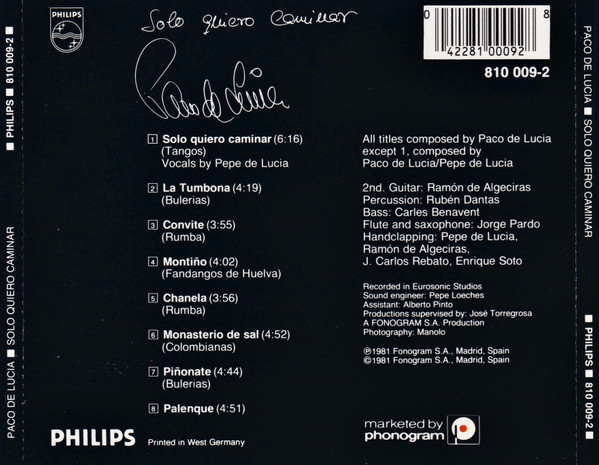 PHILIPS
Solo quiero caminar
0
8
42281 00092
810 009-2
Paco de Lucia
1 Solo quiero caminar (6:16)
(Tangos)
Vocals by Pepe de Lucia
2 La Tumbona (4:19)
(Bulerias)
3 Convite (3:55)
(Rumba)
4 Montiño (4:02)
(Fandangos de Huelva)
5 Chanela (3:56)
(Rumba)
6 Monasterio de sal (4:52)
(Colombianas)
7 Piñonate (4:44)
(Bulerias)
8 Palenque (4:51)
All titles composed by Paco de Lucia
except 1, composed by
Paco de Lucia/Pepe de Lucia
2nd. Guitar: Ramón de Algeciras
Percussion: Rubén Dantas
Bass: Carles Benavent
Flute and saxophone: Jorge Pardo
Handclapping: Pepe de Lucia,
Ramón de Algeciras,
J. Carlos Rebato, Enrique Soto
Recorded in Eurosonic Studios
Sound engineer: Pepe Loeches
Assistant: Alberto Pinto
Productions supervised by: José Torregrosa
A FONOGRAM S.A. Production
Photography: Manolo
℗1981 Fonogram S.A., Madrid, Spain
©1981 Fonogram S.A., Madrid, Spain
PHILIPS
Printed in West Germany
marketed by
phonogram
PACO DE LUCIA ■ SOLO QUIERO CAMINAR ■ PHILIPS ■ 810 009-2
PACO DE LUCIA ■ SOLO QUIERO CAMINAR ■ PHILIPS ■ 810 009-2